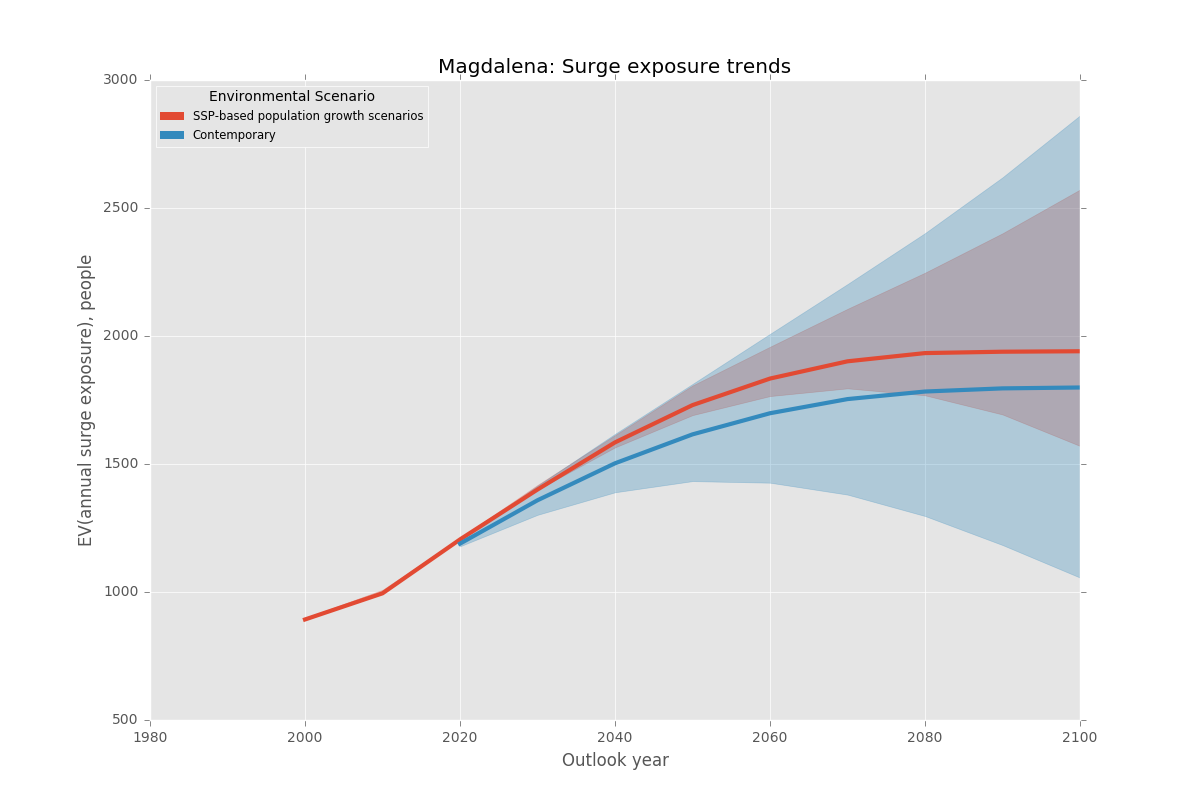 Magdalena: Surge exposure trends
Environmental Scenario
SSP-based population growth scenarios
Contemporary
EV(annual surge exposure), people
3000
2500
2000
1500
1000
500
1980 2000 2020 2040 2060 2080 2100
Outlook year